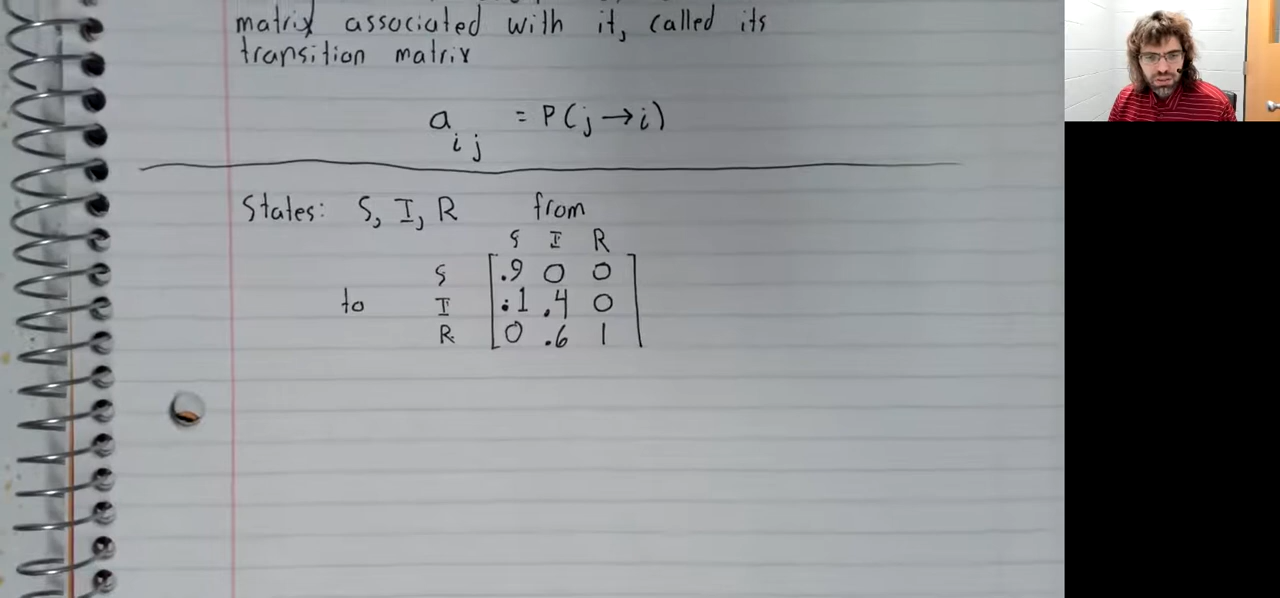 matrix associated with it, called its
transition matrix
a_ij = P(j→i)
States: S, I, R from
S I R
S .9 0 0
to I .1 .4 0
R 0 .6 1